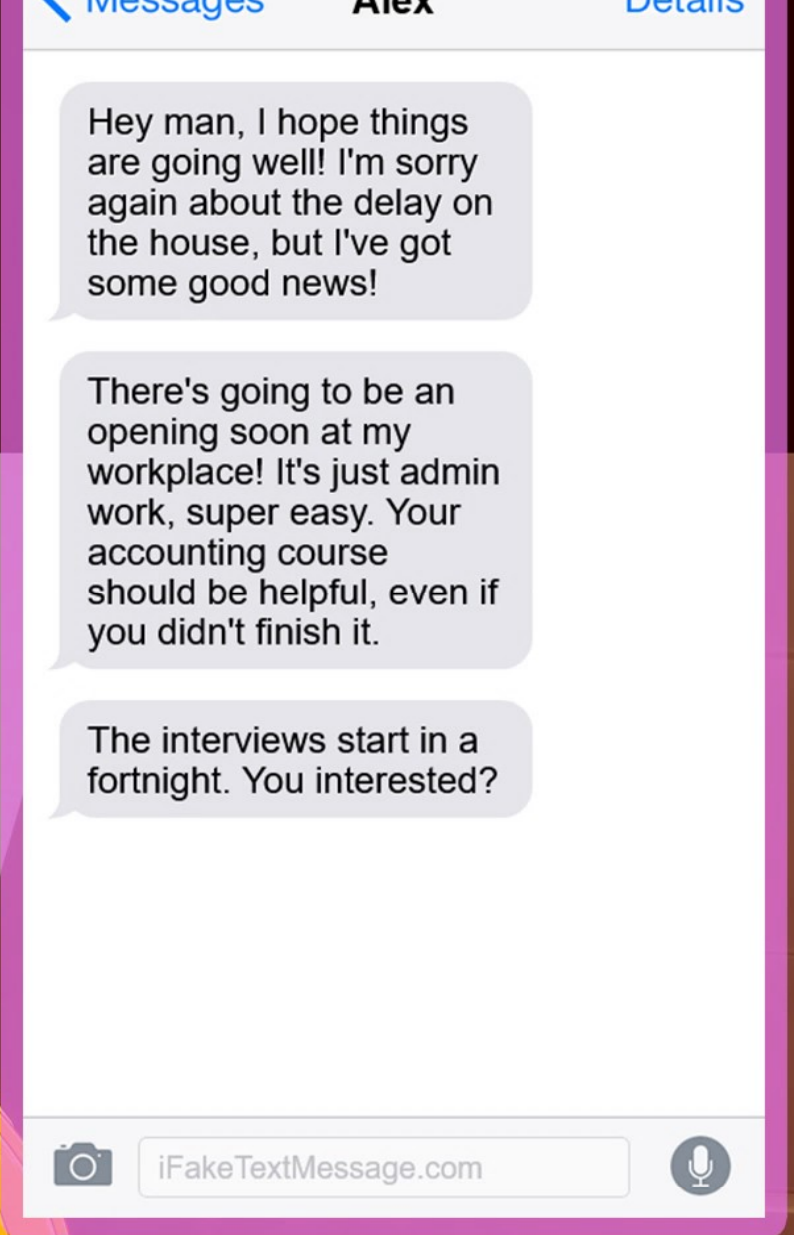 Messages Alex Details
Hey man, I hope things
are going well! I'm sorry
again about the delay on
the house, but I've got
some good news!
There's going to be an
opening soon at my
workplace! It's just admin
work, super easy. Your
accounting course
should be helpful, even if
you didn't finish it.
The interviews start in a
fortnight. You interested?
iFakeTextMessage.com